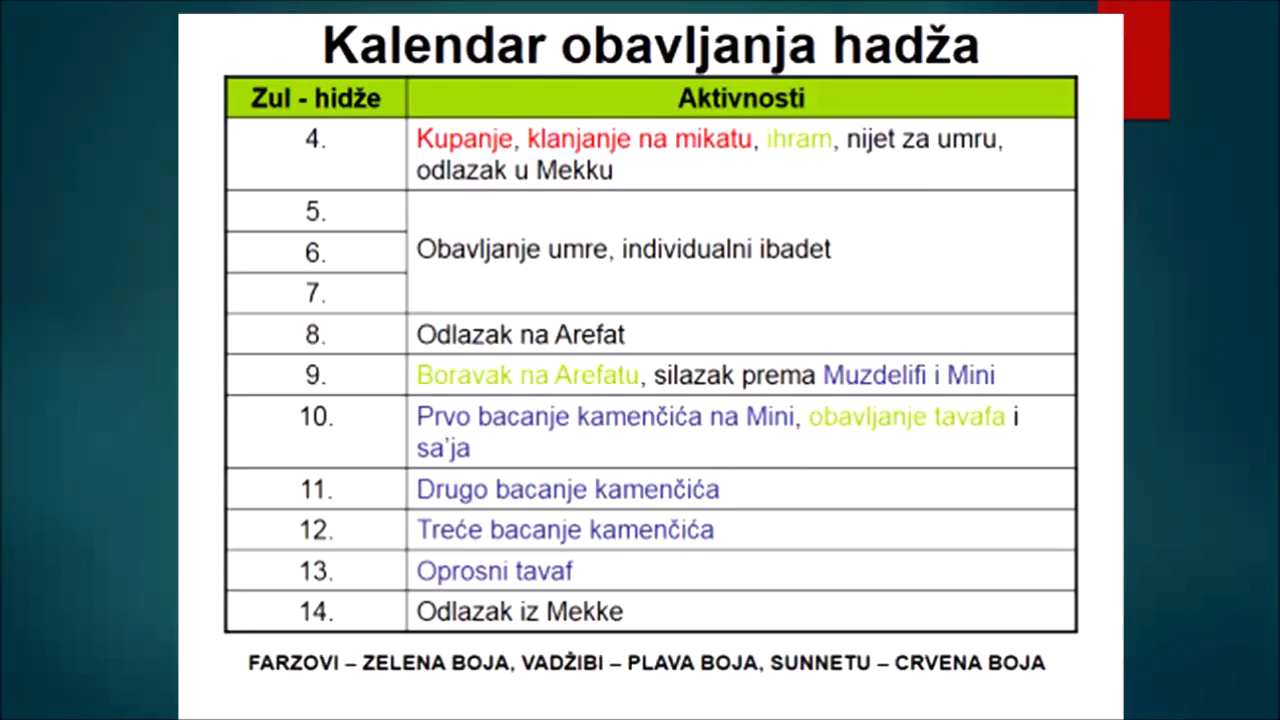 Kalendar obavljanja hadža
Zul - hidže Aktivnosti
4. Kupanje, klanjanje na mikatu, ihram, nijet za umru,
odlazak u Mekku
5.
6. Obavljanje umre, individualni ibadet
7.
8. Odlazak na Arefat
9. Boravak na Arefatu, silazak prema Muzdelifi i Mini
10. Prvo bacanje kamenčića na Mini, obavljanje tavafa i
sa'ja
11. Drugo bacanje kamenčića
12. Treće bacanje kamenčića
13. Oprosni tavaf
14. Odlazak iz Mekke
FARZOVI – ZELENA BOJA, VADŽIBI – PLAVA BOJA, SUNNETU – CRVENA BOJA